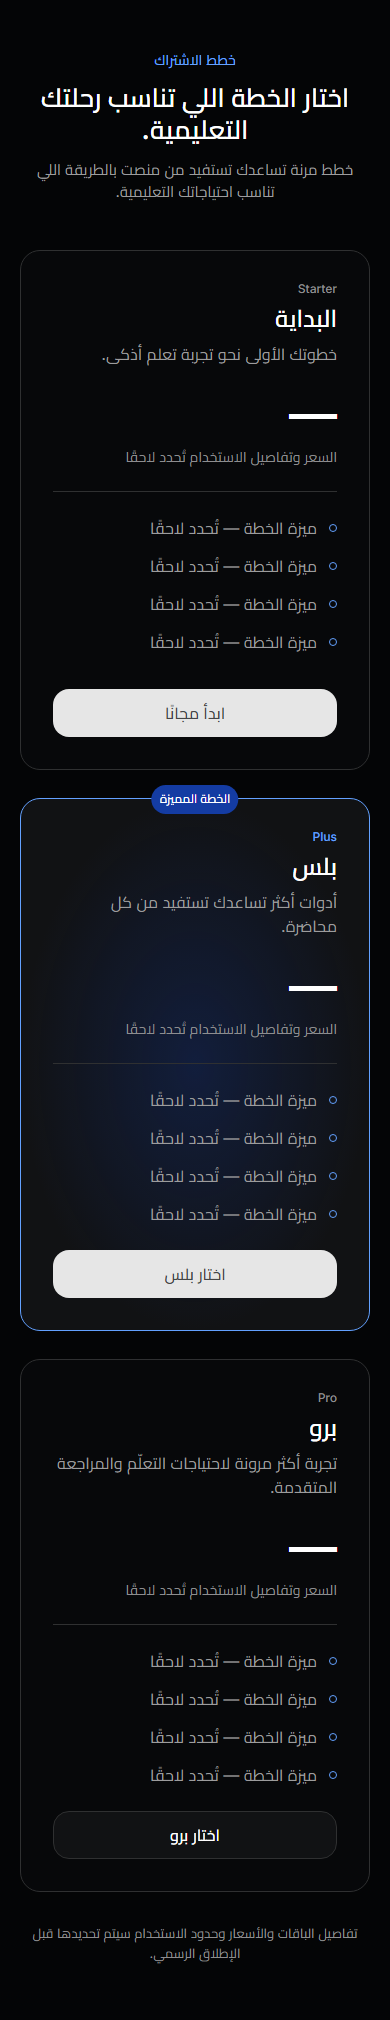 خطط الاشتراك
اختار الخطة اللي تناسب رحلتك
التعليمية.
خطط مرنة تساعدك تستفيد من منصت بالطريقة اللي
تناسب احتياجاتك التعليمية.
Starter
البداية
خطوتك الأولى نحو تجربة تعلم أذكى.
—
السعر وتفاصيل الاستخدام تُحدد لاحقًا
ميزة الخطة — تُحدد لاحقًا
ميزة الخطة — تُحدد لاحقًا
ميزة الخطة — تُحدد لاحقًا
ميزة الخطة — تُحدد لاحقًا
ابدأ مجانًا
الخطة المميزة
Plus
بلس
أدوات أكثر تساعدك تستفيد من كل
محاضرة.
—
السعر وتفاصيل الاستخدام تُحدد لاحقًا
ميزة الخطة — تُحدد لاحقًا
ميزة الخطة — تُحدد لاحقًا
ميزة الخطة — تُحدد لاحقًا
ميزة الخطة — تُحدد لاحقًا
اختار بلس
Pro
برو
تجربة أكثر مرونة لاحتياجات التعلّم والمراجعة
المتقدمة.
—
السعر وتفاصيل الاستخدام تُحدد لاحقًا
ميزة الخطة — تُحدد لاحقًا
ميزة الخطة — تُحدد لاحقًا
ميزة الخطة — تُحدد لاحقًا
ميزة الخطة — تُحدد لاحقًا
اختار برو
تفاصيل الباقات والأسعار وحدود الاستخدام سيتم تحديدها قبل
الإطلاق الرسمي.